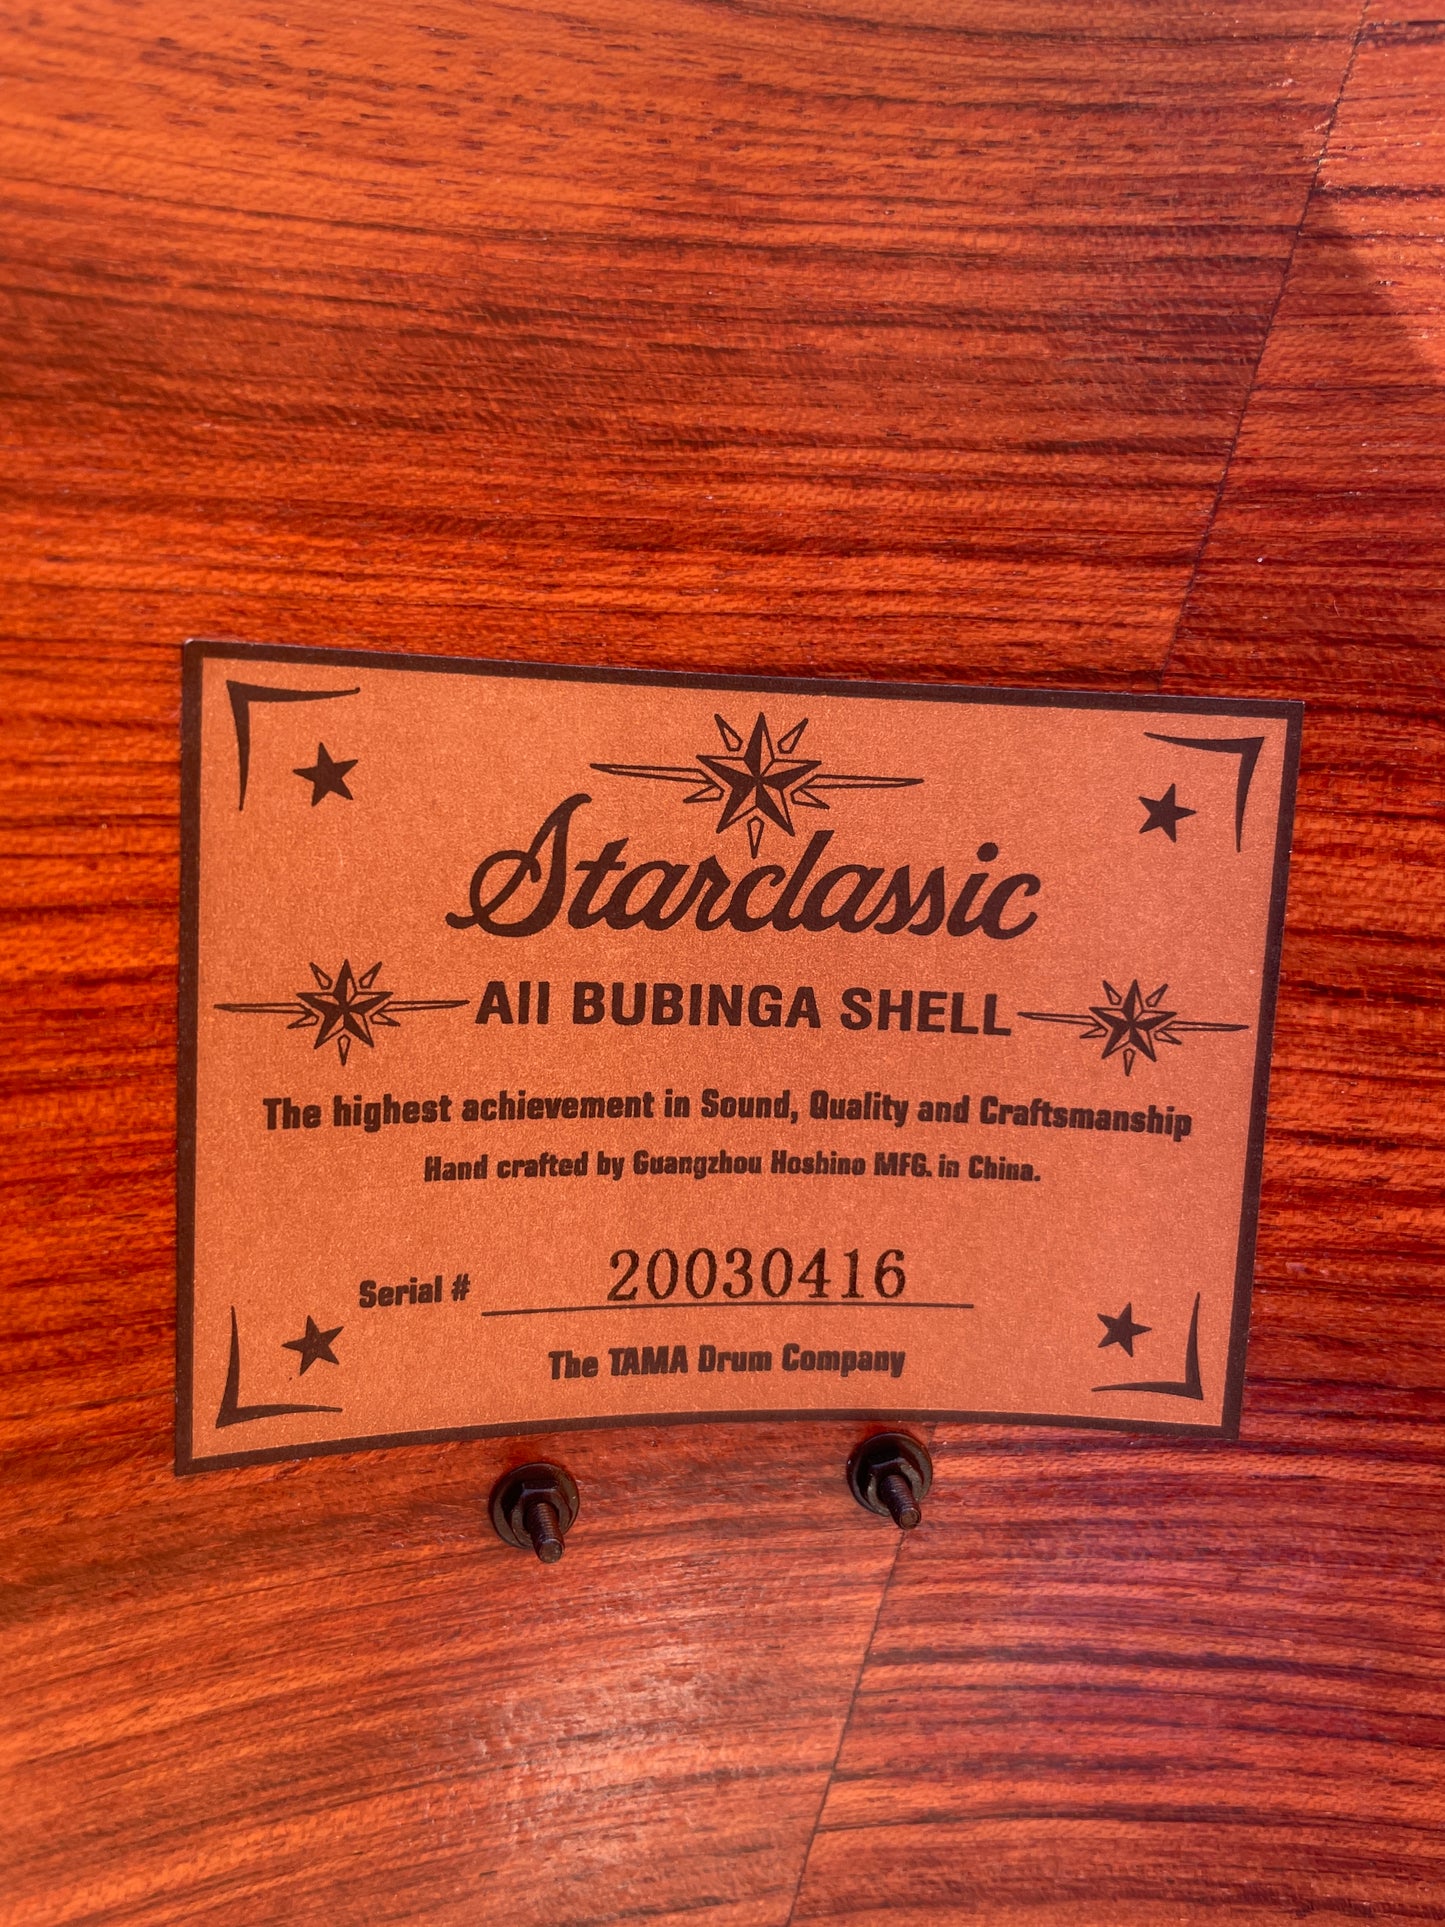 Starclassic
All BUBINGA SHELL
The highest achievement in Sound, Quality and Craftsmanship
Hand crafted by Guangzhou Hoshino MFG. in China.
Serial # 20030416
The TAMA Drum Company